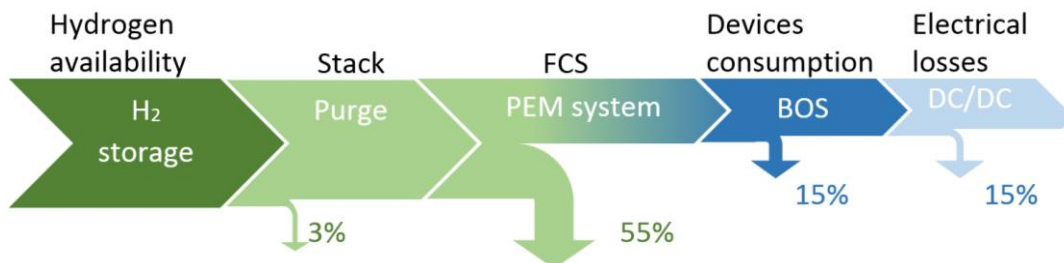 Hydrogen
availability
Stack
FCS
Devices
consumption
Electrical
losses
H₂
storage
Purge
PEM system
BOS
DC/DC
3%
55%
15%
15%